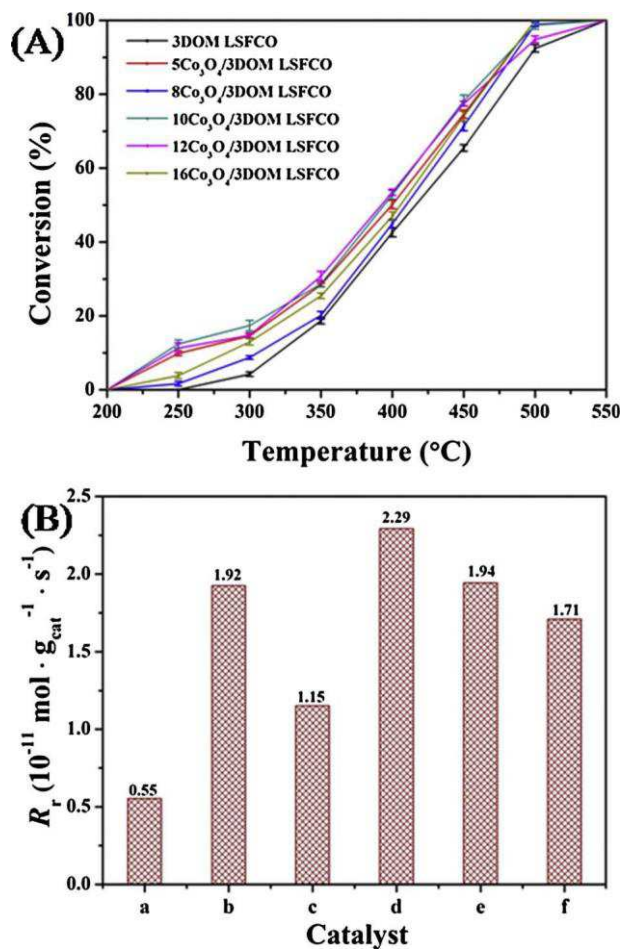 (A)
100
80
60
40
20
0
Conversion (%)
3DOM LSFCO
5Co₃O₄/3DOM LSFCO
8Co₃O₄/3DOM LSFCO
10Co₃O₄/3DOM LSFCO
12Co₃O₄/3DOM LSFCO
16Co₃O₄/3DOM LSFCO
200 250 300 350 400 450 500 550
Temperature (°C)
(B)
2.5
2.0
1.5
1.0
0.5
0.0
Rᵣ (10⁻¹¹ mol · g_cat⁻¹ · s⁻¹)
0.55 1.92 1.15 2.29 1.94 1.71
a b c d e f
Catalyst